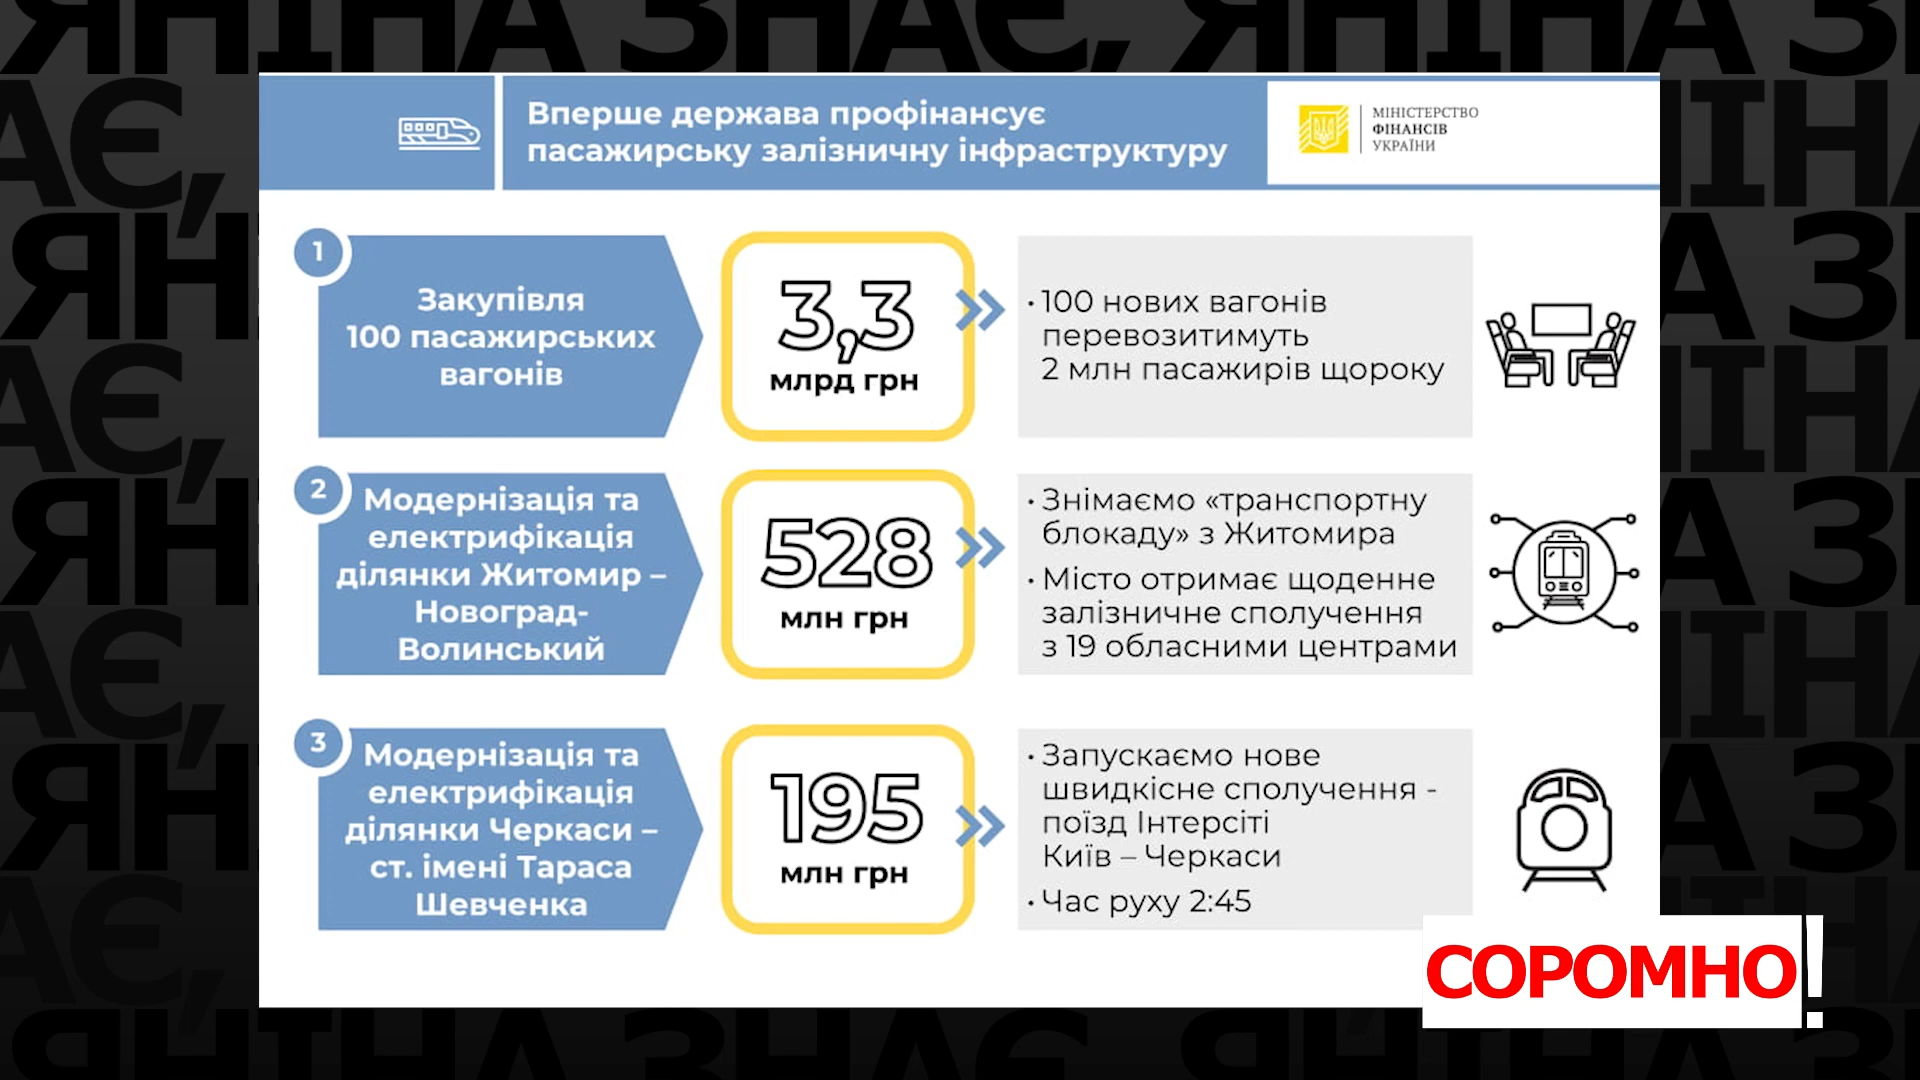 ЯНІНА ЗНАЄ, ЯНІНА З
Вперше держава профінансує
пасажирську залізничну інфраструктуру
МІНІСТЕРСТВО
ФІНАНСІВ
УКРАЇНИ
1
Закупівля
100 пасажирських
вагонів
3,3
млрд грн
• 100 нових вагонів
перевозитимуть
2 млн пасажирів щороку
2
Модернізація та
електрифікація
ділянки Житомир –
Новоград-
Волинський
528
млн грн
• Знімаємо «транспортну
блокаду» з Житомира
• Місто отримає щоденне
залізничне сполучення
з 19 обласними центрами
3
Модернізація та
електрифікація
ділянки Черкаси –
ст. імені Тараса
Шевченка
195
млн грн
• Запускаємо нове
швидкісне сполучення -
поїзд Інтерсіті
Київ – Черкаси
• Час руху 2:45
СОРОМНО!